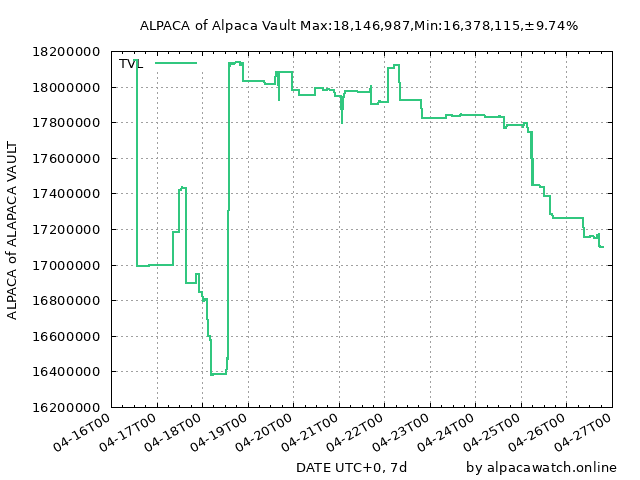 ALPACA of Alpaca Vault Max:18,146,987,Min:16,378,115,±9.74%
TVL
18200000
18000000
17800000
17600000
17400000
17200000
17000000
16800000
16600000
16400000
16200000
ALPACA of ALAPACA VAULT
04-16T00
04-17T00
04-18T00
04-19T00
04-20T00
04-21T00
04-22T00
04-23T00
04-24T00
04-25T00
04-26T00
04-27T00
DATE UTC+0, 7d
by alpacawatch.online